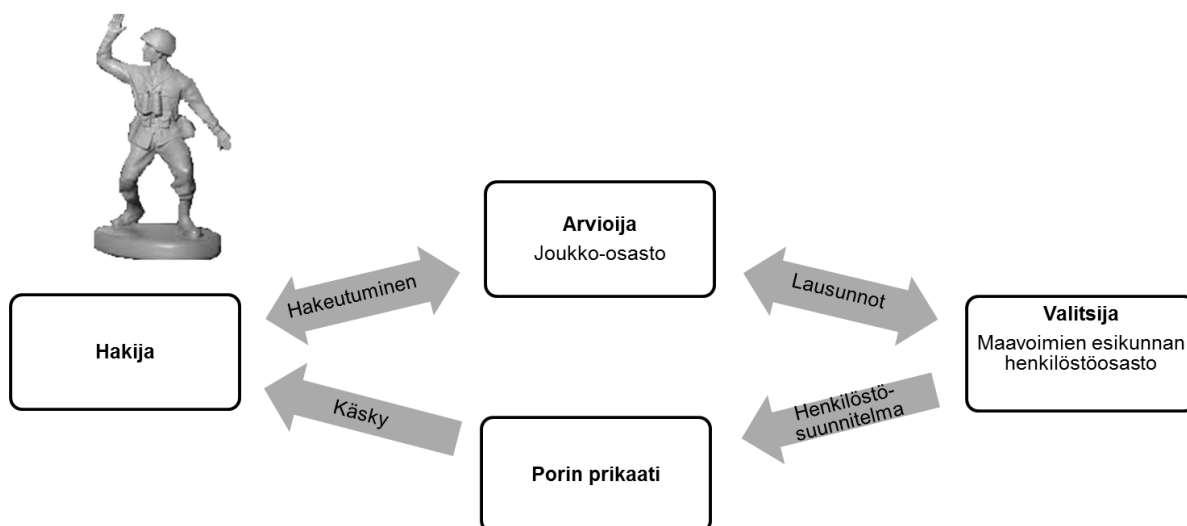 Arvioija
Joukko-osasto
Hakeutuminen
Lausunnot
Hakija
Valitsija
Maavoimien esikunnan
henkilöstöosasto
Käsky
Henkilöstö-
suunnitelma
Porin prikaati